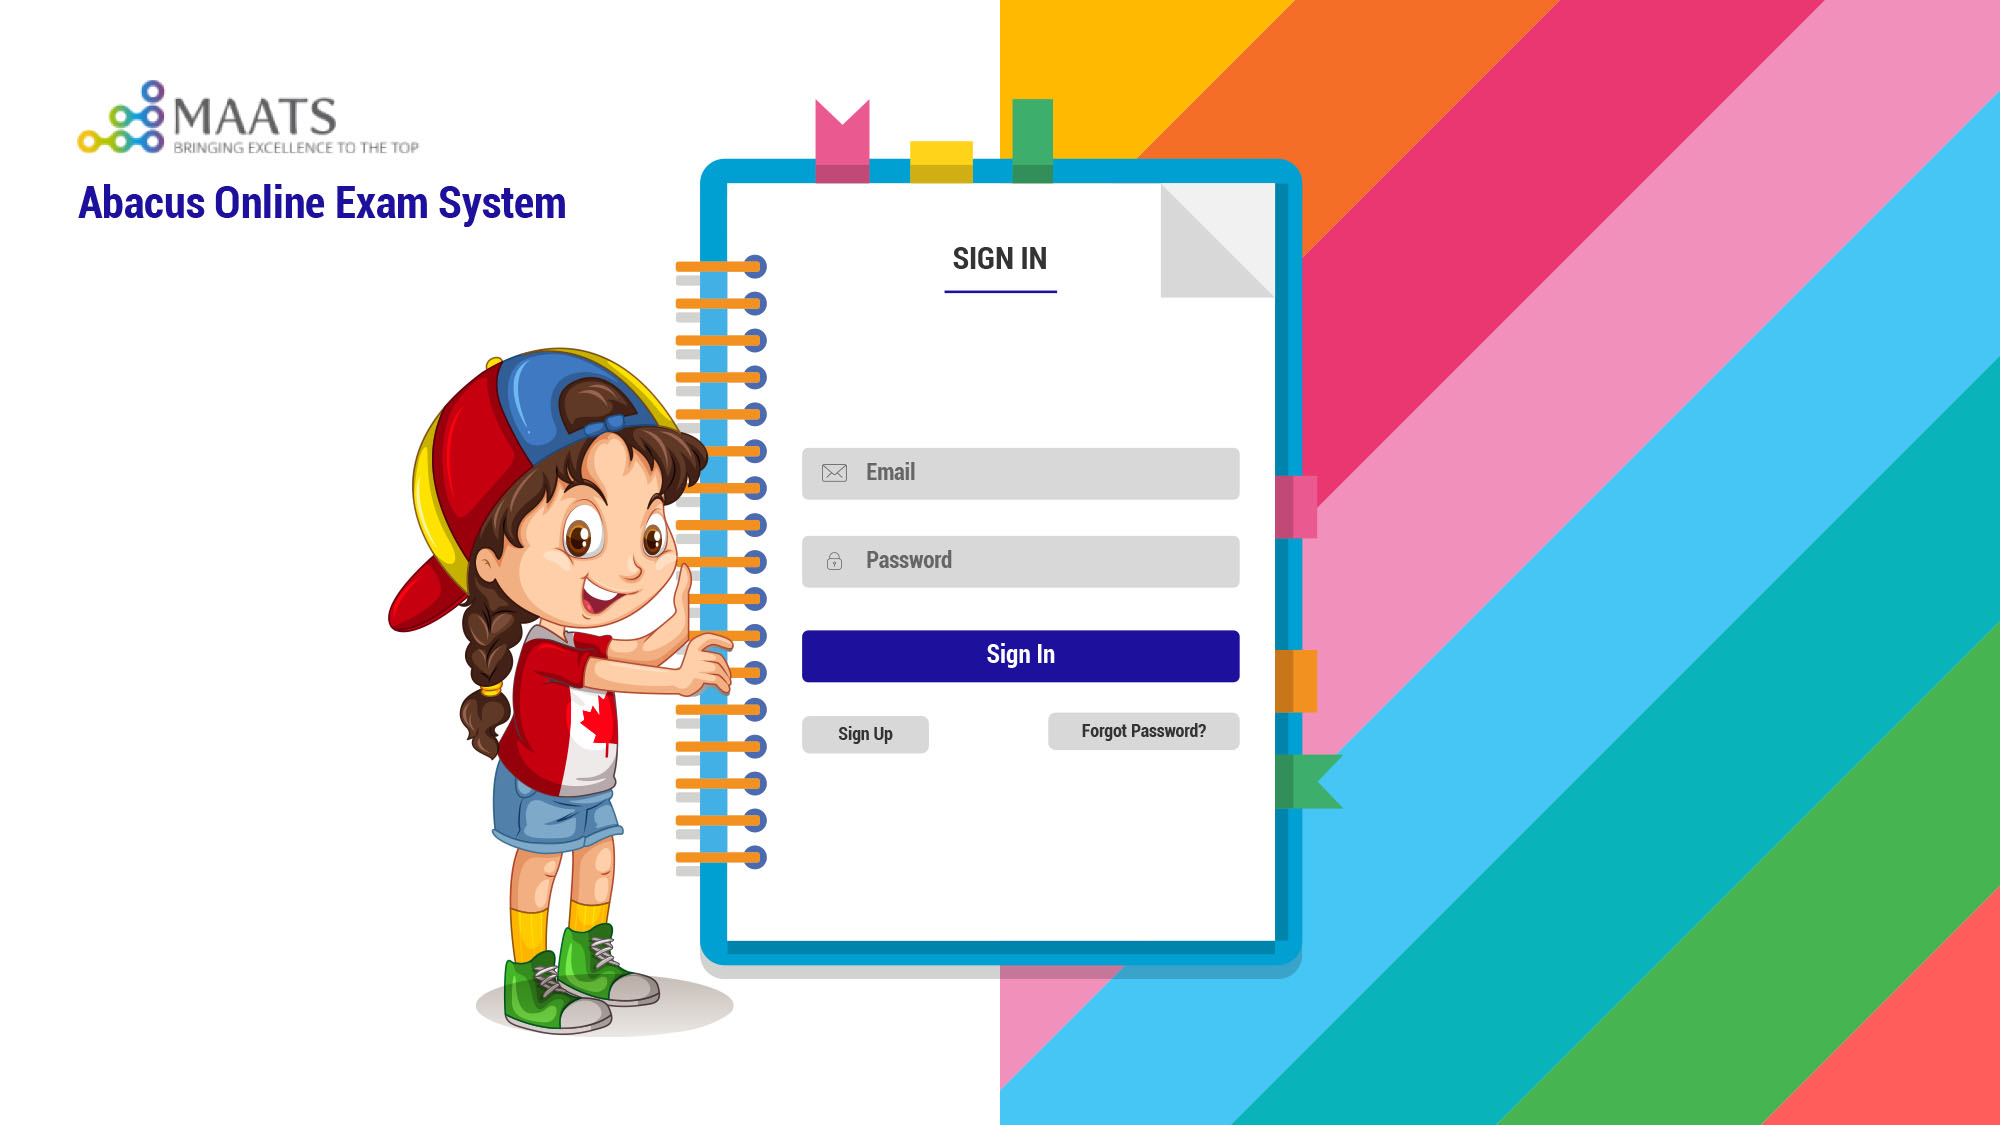 MAATS
BRINGING EXCELLENCE TO THE TOP
Abacus Online Exam System
SIGN IN
Email
Password
Sign In
Sign Up
Forgot Password?